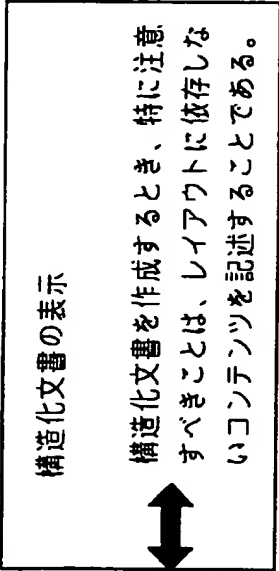 構造化文書の表示
構造化文書を作成するとき、特に注意
すべきことは、レイアウトに依存しな
いコンテンツを記述することである。